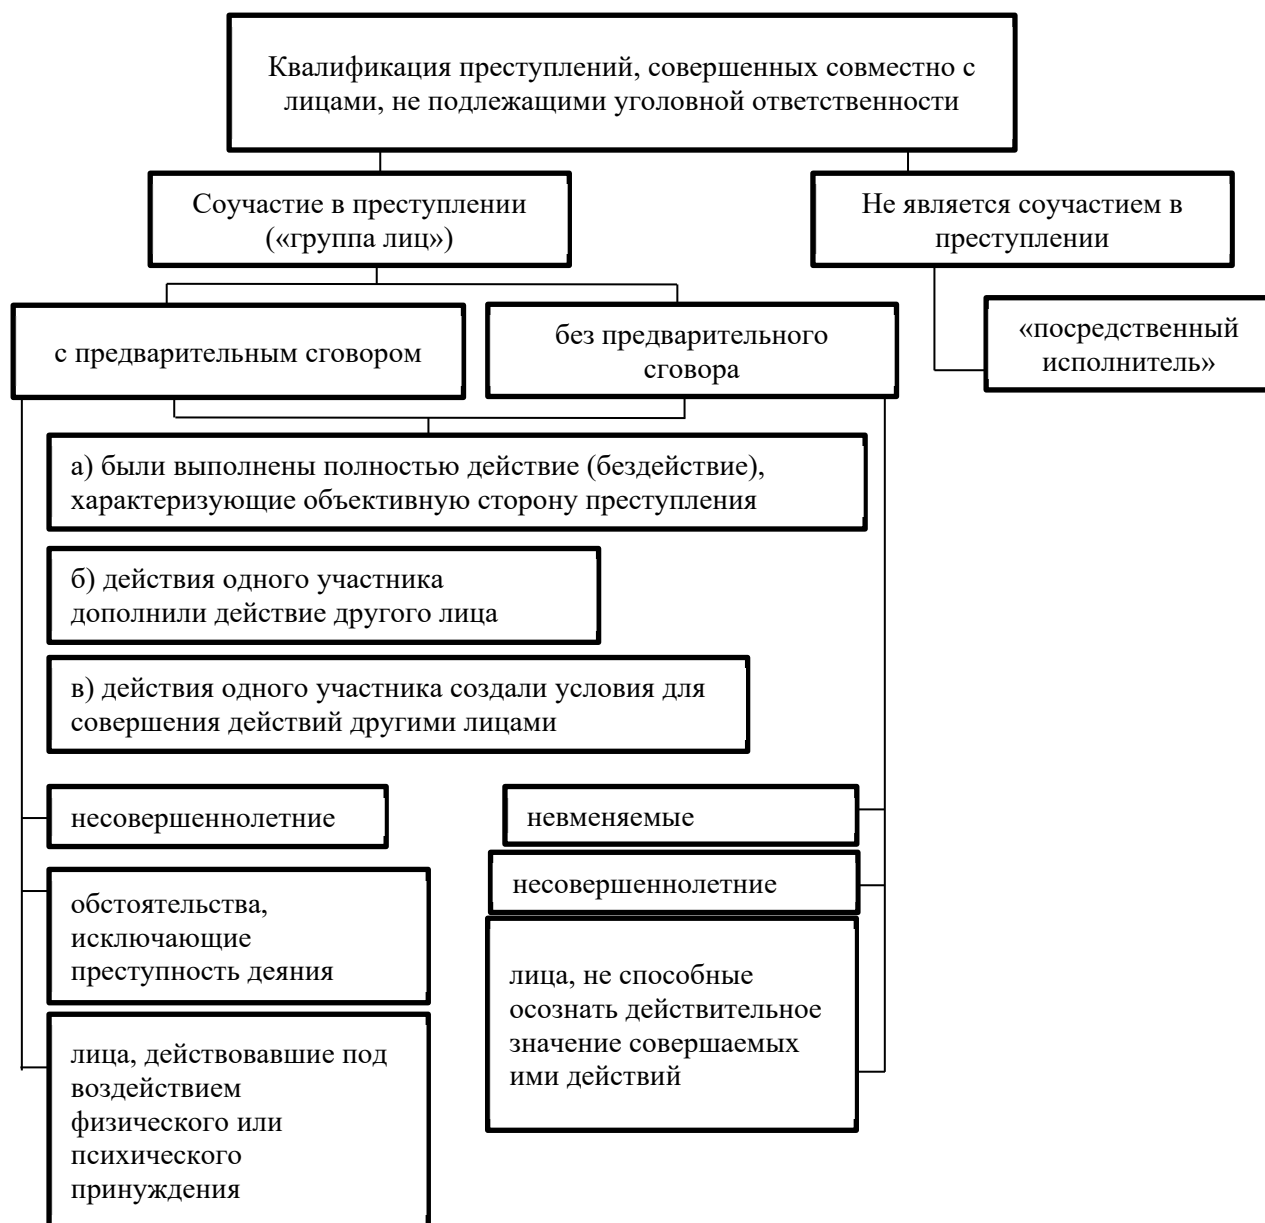 Квалификация преступлений, совершенных совместно с
лицами, не подлежащими уголовной ответственности
Соучастие в преступлении
(«группа лиц»)
Не является соучастием в
преступлении
с предварительным сговором
без предварительного
сговора
«посредственный
исполнитель»
а) были выполнены полностью действие (бездействие),
характеризующие объективную сторону преступления
б) действия одного участника
дополнили действие другого лица
в) действия одного участника создали условия для
совершения действий другими лицами
несовершеннолетние
обстоятельства,
исключающие
преступность деяния
лица, действовавшие под
воздействием
физического или
психического
принуждения
невменяемые
несовершеннолетние
лица, не способные
осознать действительное
значение совершаемых
ими действий